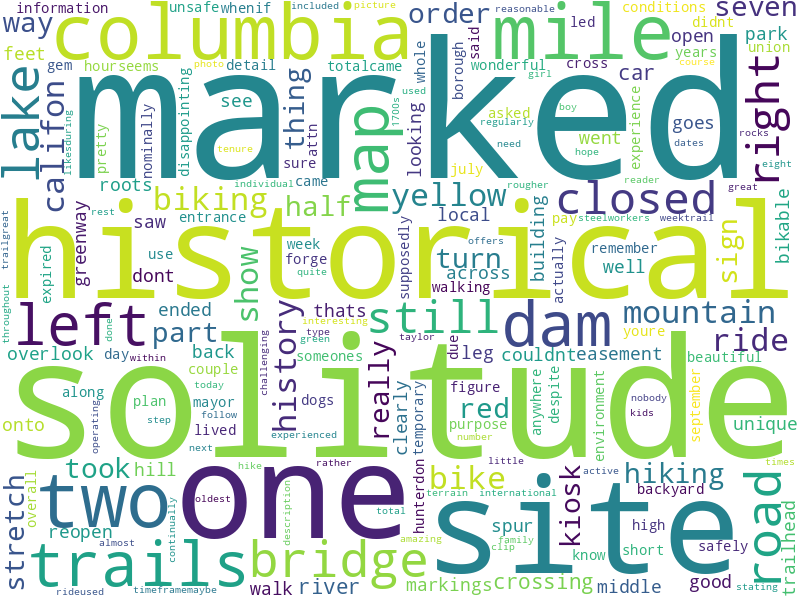 information unsafe whenif included picture reasonable conditions didnt seven
way columbia order mile open park
feet gem hourseems detail totalcame whole said led cross years union
lake marked wonderful car course right
califon pretty nominally disappointing see thing photo map 1700s used looking borough girl asked boy regularly went experience goes
likesduring tenure sure attn need hope dates rocks eight
roots individual came yellow july rougher reader great
trailgreat rest greenway biking half local closed bikable
saw entrance offers pay steelworkers weektrail
historical
expired use week supposedly turn across building remember sign
throughout dont forge quite walking actually well
left show ended thats still dam mountain youre
part history done type interesting green taylor due ride
overlook day within back someones leg couldnt easement beautiful
along couple challenging really clearly figure anywhere environment nobody
solitude
operating plan mayor today dogs temporary red despite september kids unique
onto step lived follow experienced purpose number times
overall next hike rather little
took hill oldest bike hiking
stretch two one site kiosk active road
reopen continually description hunterdon terrain international backyard
almost total spur high safely trailhead
trails bridge amazing family know short
walk river clip markings crossing middle good stating
rideused timeframemaybe